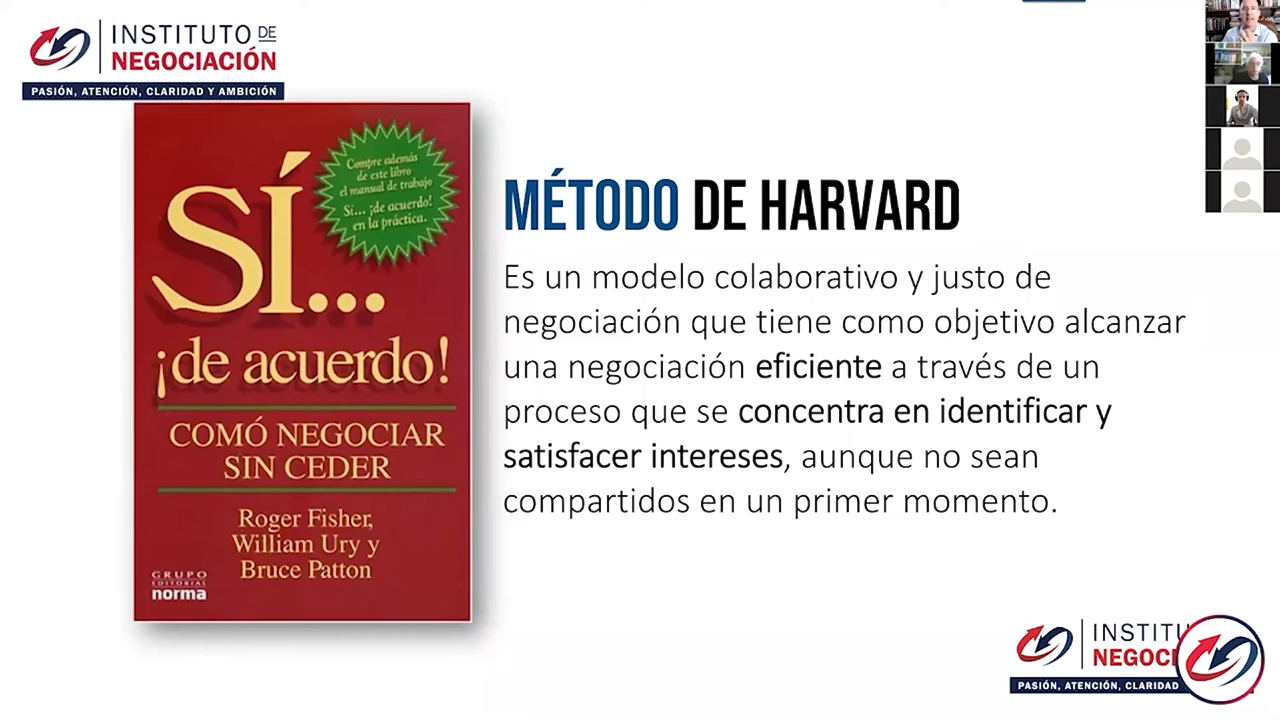 INSTITUTO DE
NEGOCIACIÓN
PASIÓN, ATENCIÓN, CLARIDAD Y AMBICIÓN
SÍ...
¡de acuerdo!
COMÓ NEGOCIAR
SIN CEDER
Roger Fisher,
William Ury y
Bruce Patton
GRUPO
EDITORIAL
norma
Compre además
de este libro
el manual de trabajo
Sí... ¡de acuerdo!
en la práctica.
MÉTODO DE HARVARD
Es un modelo colaborativo y justo de
negociación que tiene como objetivo alcanzar
una negociación eficiente a través de un
proceso que se concentra en identificar y
satisfacer intereses, aunque no sean
compartidos en un primer momento.
INSTITU
NEGOCI
PASIÓN, ATENCIÓN, CLARIDAD